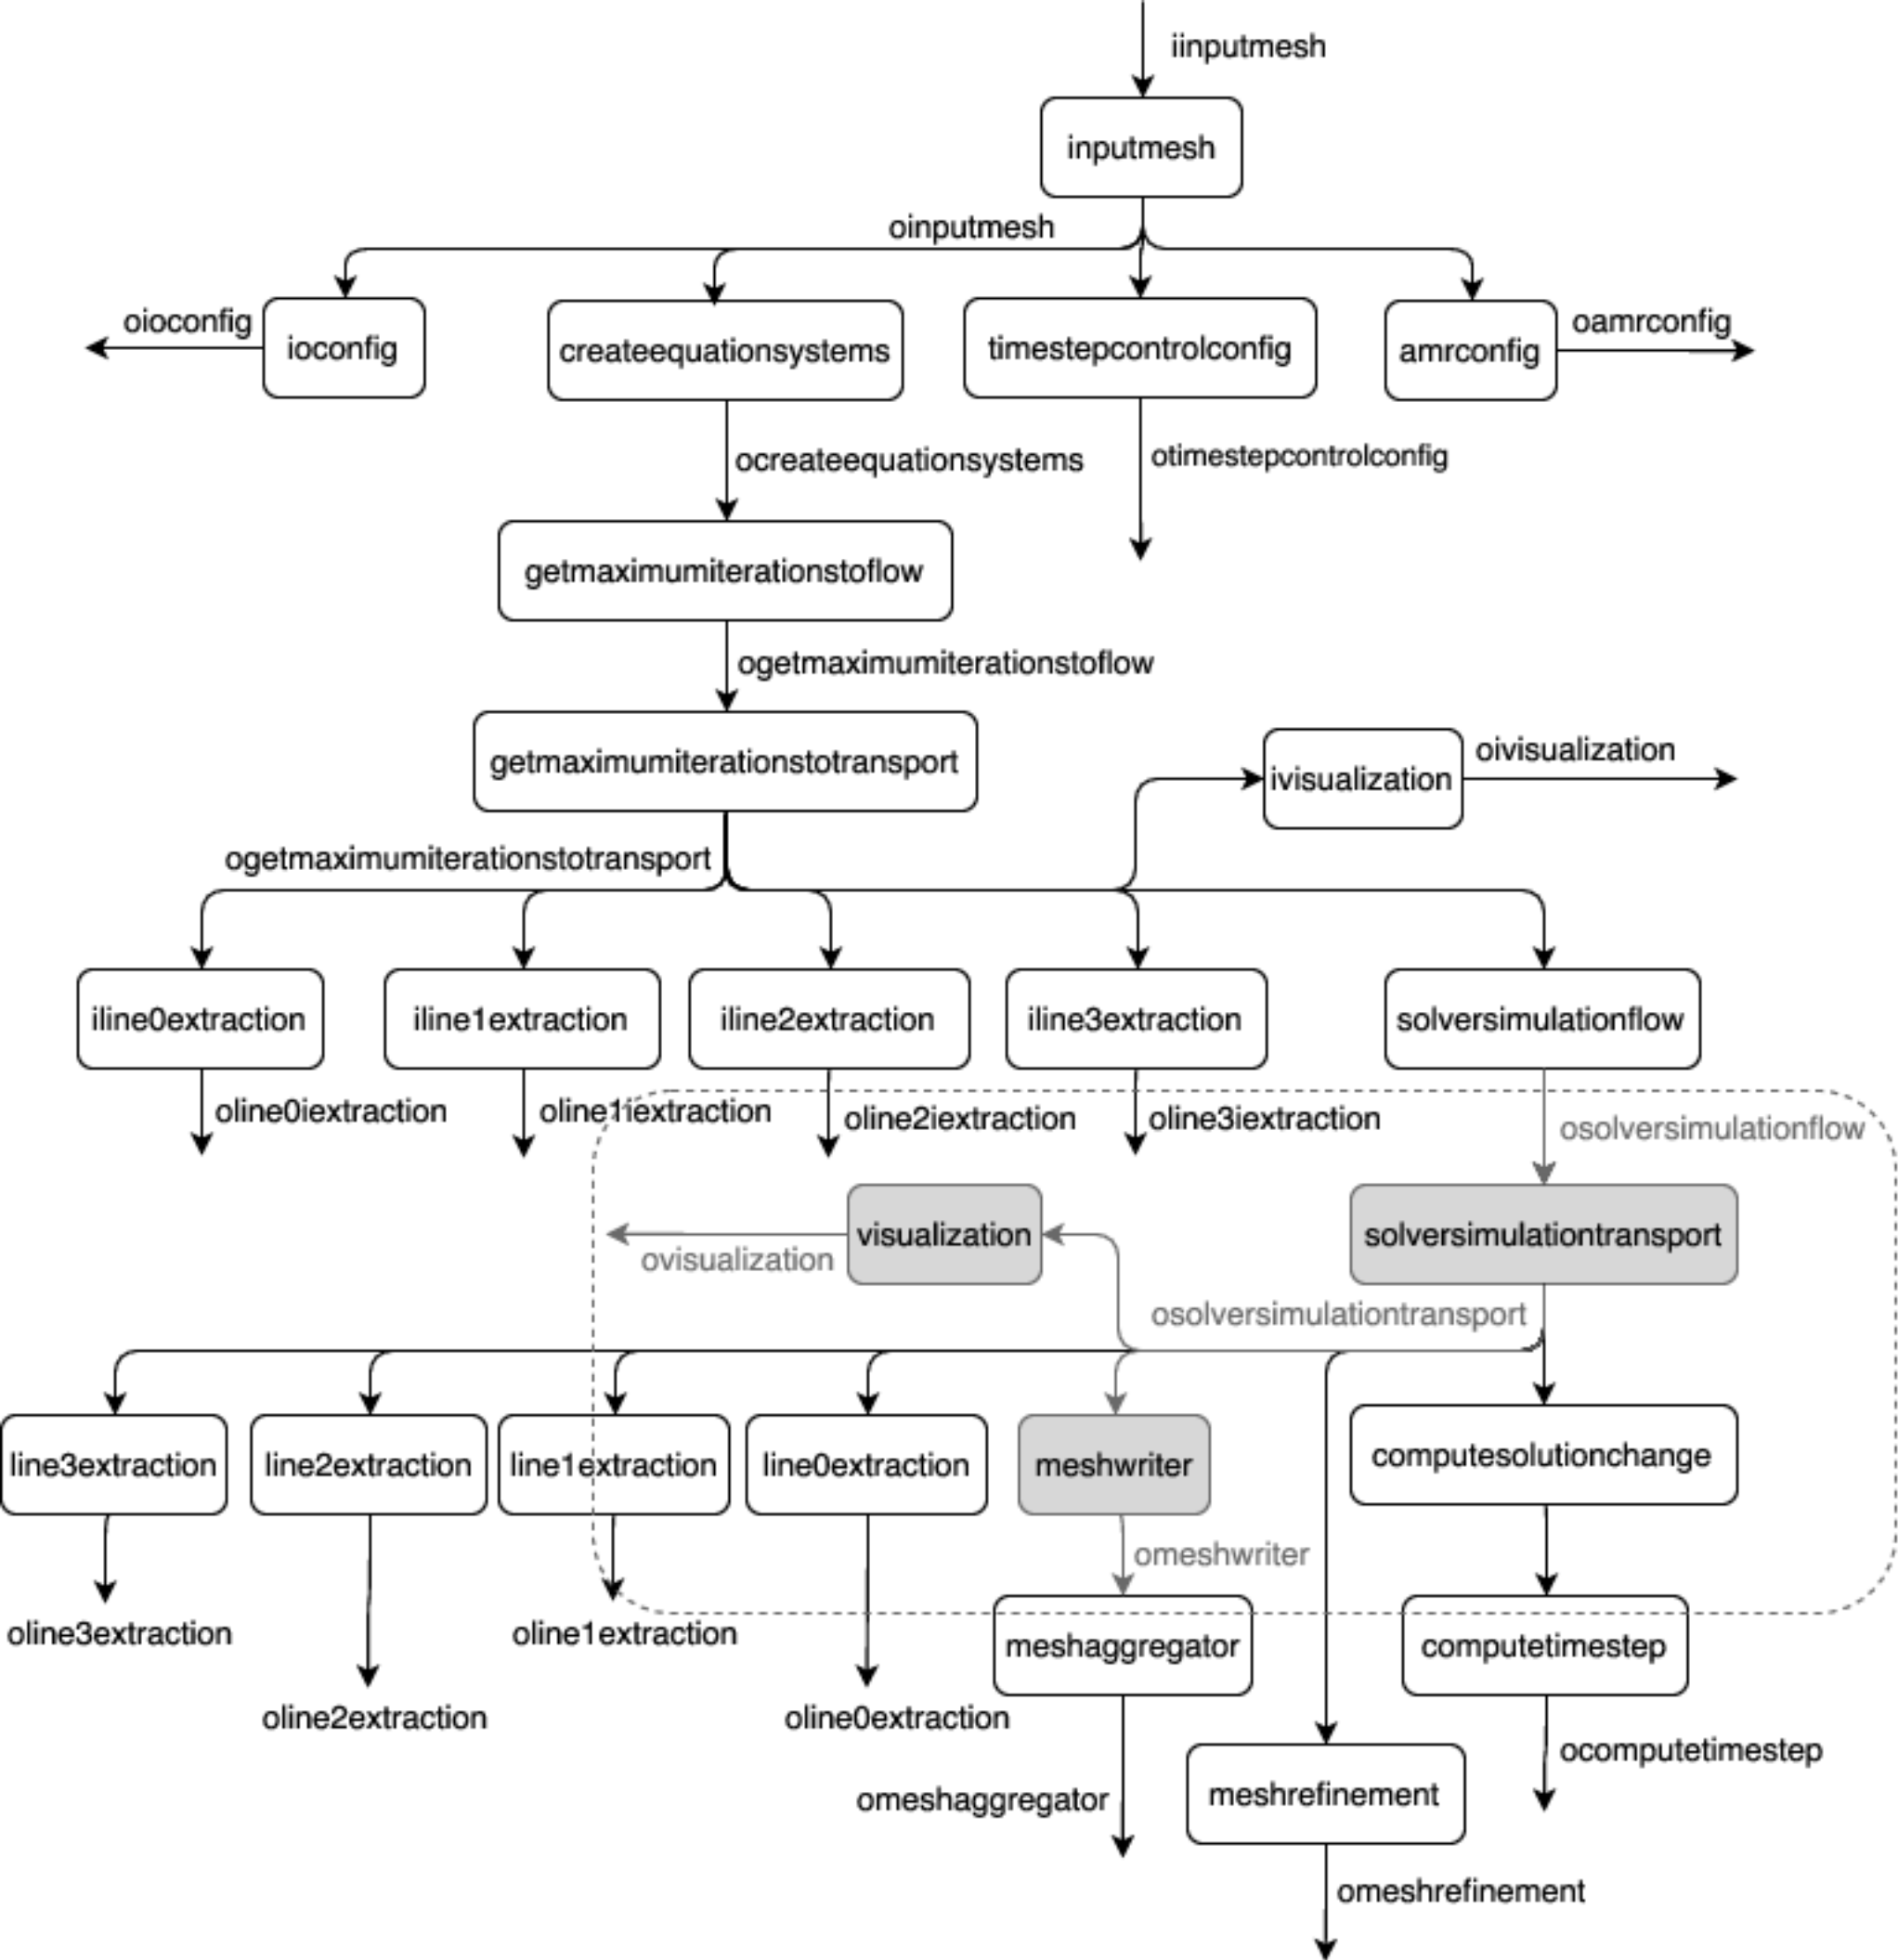 iinputmesh
inputmesh
oinputmesh
oioconfig
ioconfig
createequationsystems
timestepcontrolconfig
amrconfig
oamrconfig
ocreateequationsystems
otimestepcontrolconfig
getmaximumiterationstoflow
ogetmaximumiterationstoflow
getmaximumiterationstotransport
ivisualization
oivisualization
ogetmaximumiterationstotransport
iline0extraction
iline1extraction
iline2extraction
iline3extraction
solversimulationflow
oline0iextraction
oline1iextraction
oline2iextraction
oline3iextraction
osolversimulationflow
visualization
solversimulationtransport
ovisualization
osolversimulationtransport
line3extraction
line2extraction
line1extraction
line0extraction
meshwriter
computesolutionchange
omeshwriter
oline3extraction
oline1extraction
meshaggregator
computetimestep
oline2extraction
oline0extraction
ocomputetimestep
omeshaggregator
meshrefinement
omeshrefinement